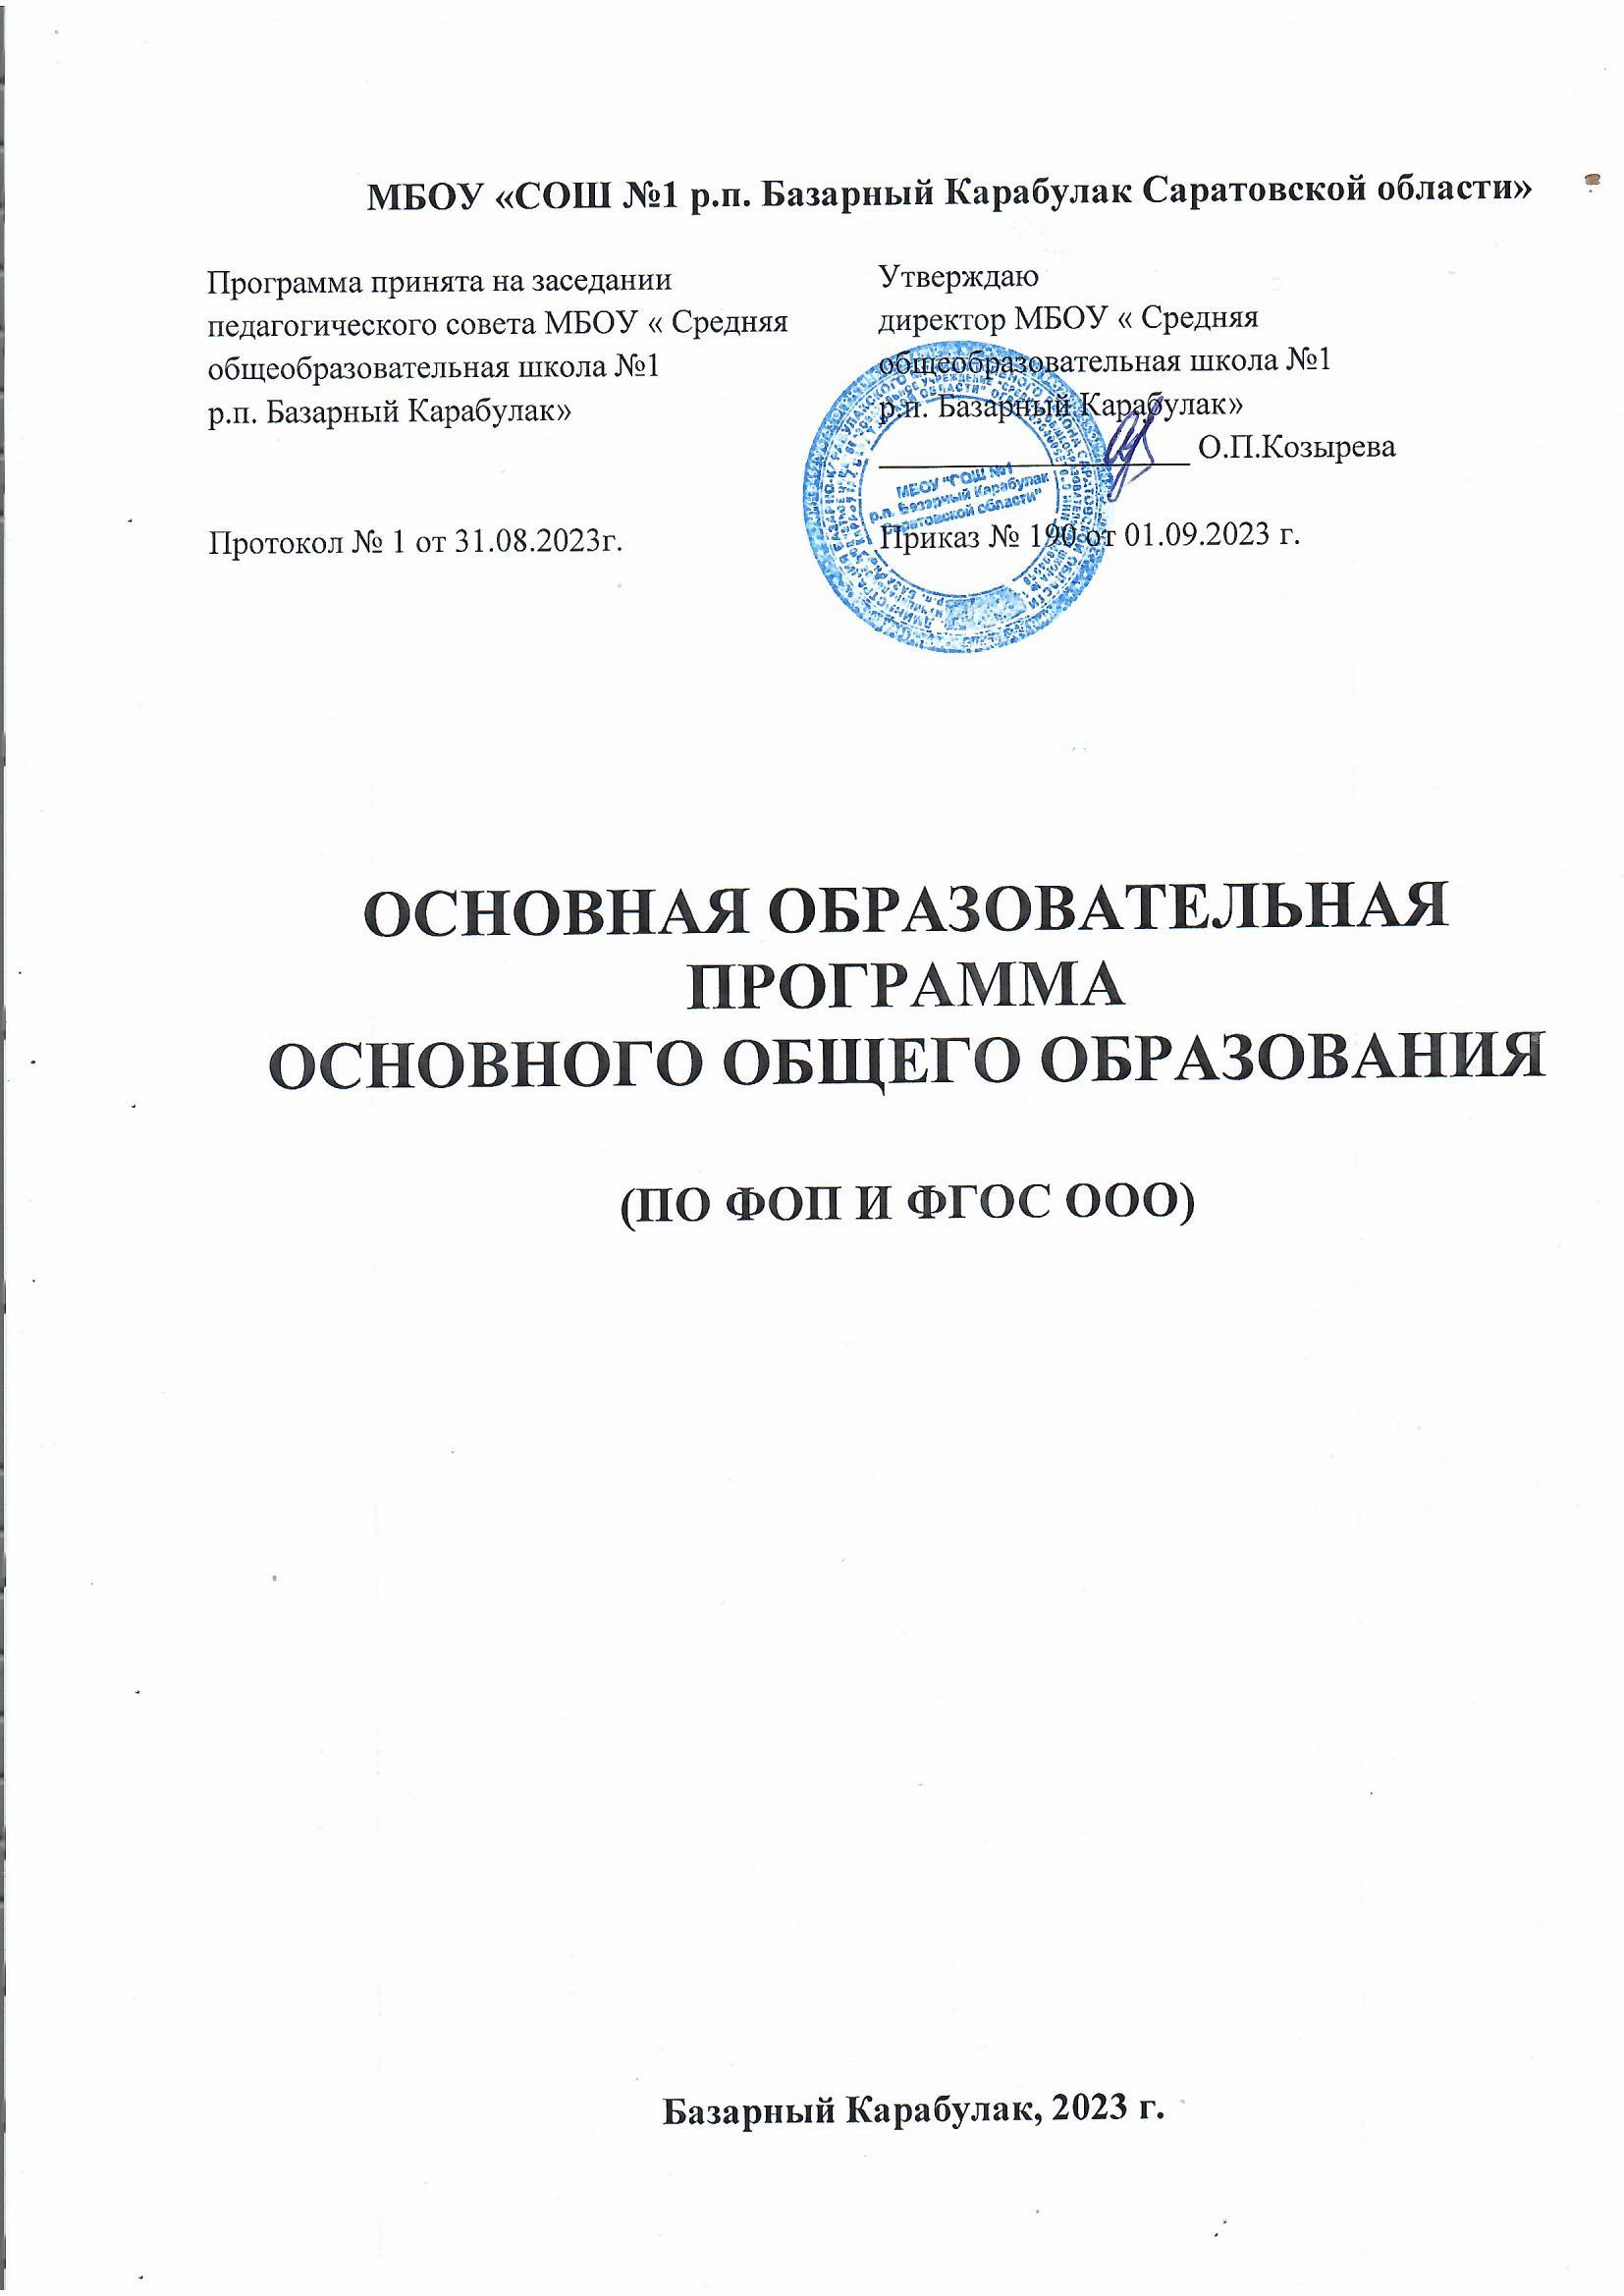 МБОУ «СОШ №1 р.п. Базарный Карабулак Саратовской области»
Программа принята на заседании
педагогического совета МБОУ « Средняя
общеобразовательная школа №1
р.п. Базарный Карабулак»
Протокол № 1 от 31.08.2023г.
Утверждаю
директор МБОУ « Средняя
общеобразовательная школа №1
р.п. Базарный Карабулак»
О.П.Козырева
Приказ № 190 от 01.09.2023 г.
МБОУ "СОШ №1
р.п. Базарный Карабулак
Саратовской области"
ОСНОВНАЯ ОБРАЗОВАТЕЛЬНАЯ
ПРОГРАММА
ОСНОВНОГО ОБЩЕГО ОБРАЗОВАНИЯ
(ПО ФОП И ФГОС ООО)
Базарный Карабулак, 2023 г.